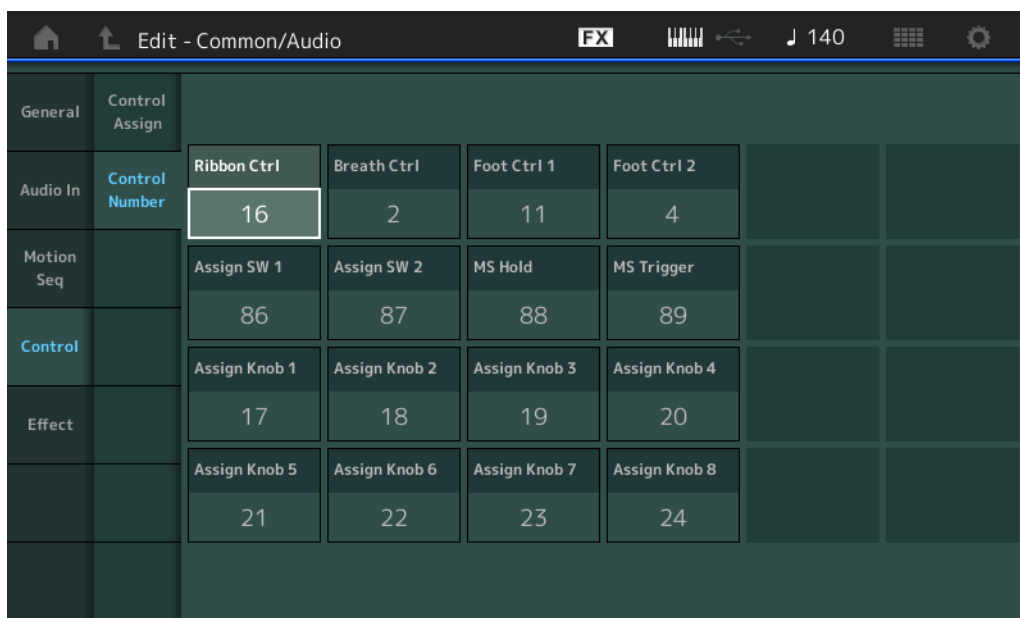 Edit - Common/Audio
FX
♩ 140
General
Control
Assign
Audio In
Control
Number
Motion
Seq
Control
Effect
Ribbon Ctrl
Breath Ctrl
Foot Ctrl 1
Foot Ctrl 2
16
2
11
4
Assign SW 1
Assign SW 2
MS Hold
MS Trigger
86
87
88
89
Assign Knob 1
Assign Knob 2
Assign Knob 3
Assign Knob 4
17
18
19
20
Assign Knob 5
Assign Knob 6
Assign Knob 7
Assign Knob 8
21
22
23
24